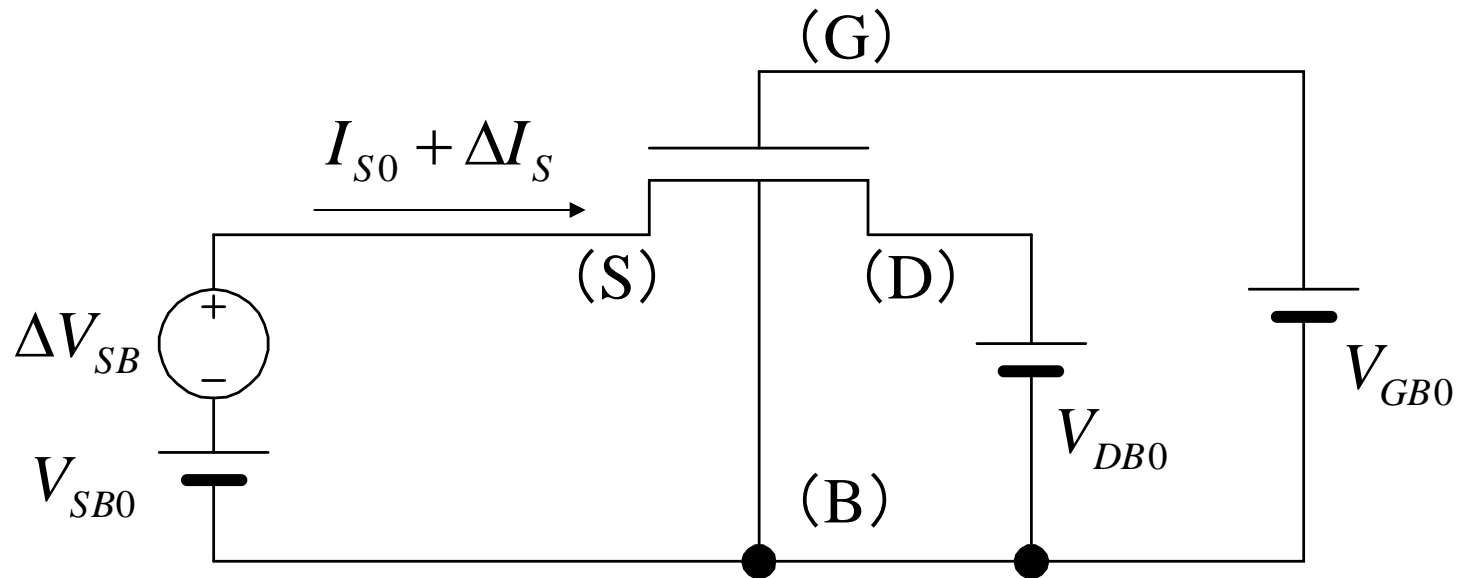 (G)
I_{S0} + ΔI_S
(S)
(D)
+
ΔV_{SB}
−
V_{GB0}
V_{DB0}
V_{SB0}
(B)